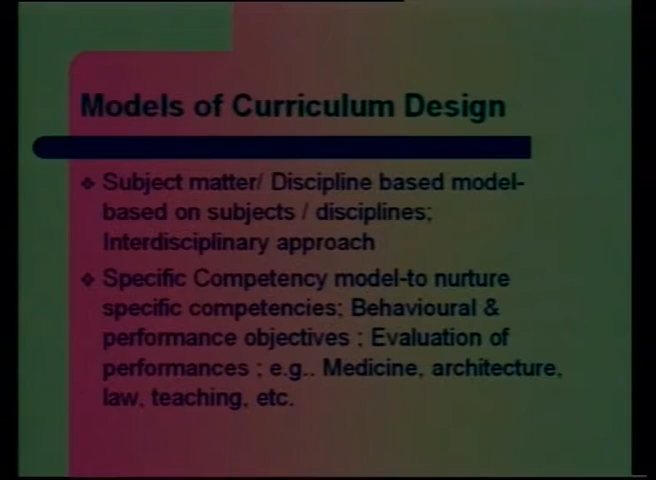 Models of Curriculum Design
Subject matter/ Discipline based model-
based on subjects / disciplines;
Interdisciplinary approach
Specific Competency model-to nurture
specific competencies; Behavioural &
performance objectives ; Evaluation of
performances ; e.g.. Medicine, architecture,
law, teaching, etc.